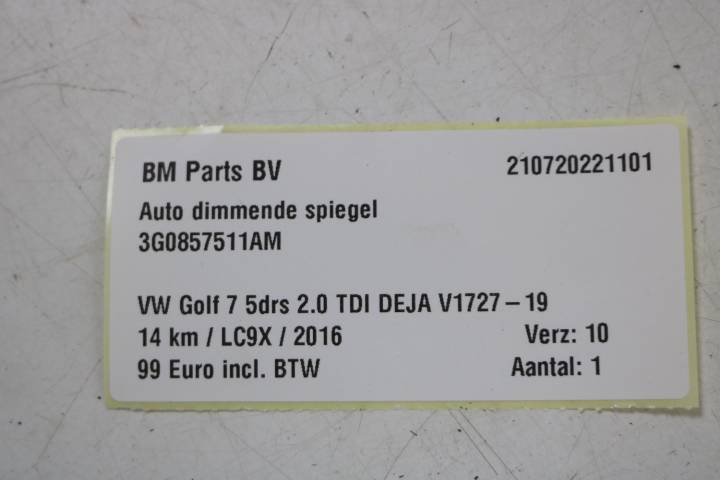 BM Parts BV 210720221101
Auto dimmende spiegel
3G0857511AM
VW Golf 7 5drs 2.0 TDI DEJA V1727 – 19
14 km / LC9X / 2016 Verz: 10
99 Euro incl. BTW Aantal: 1